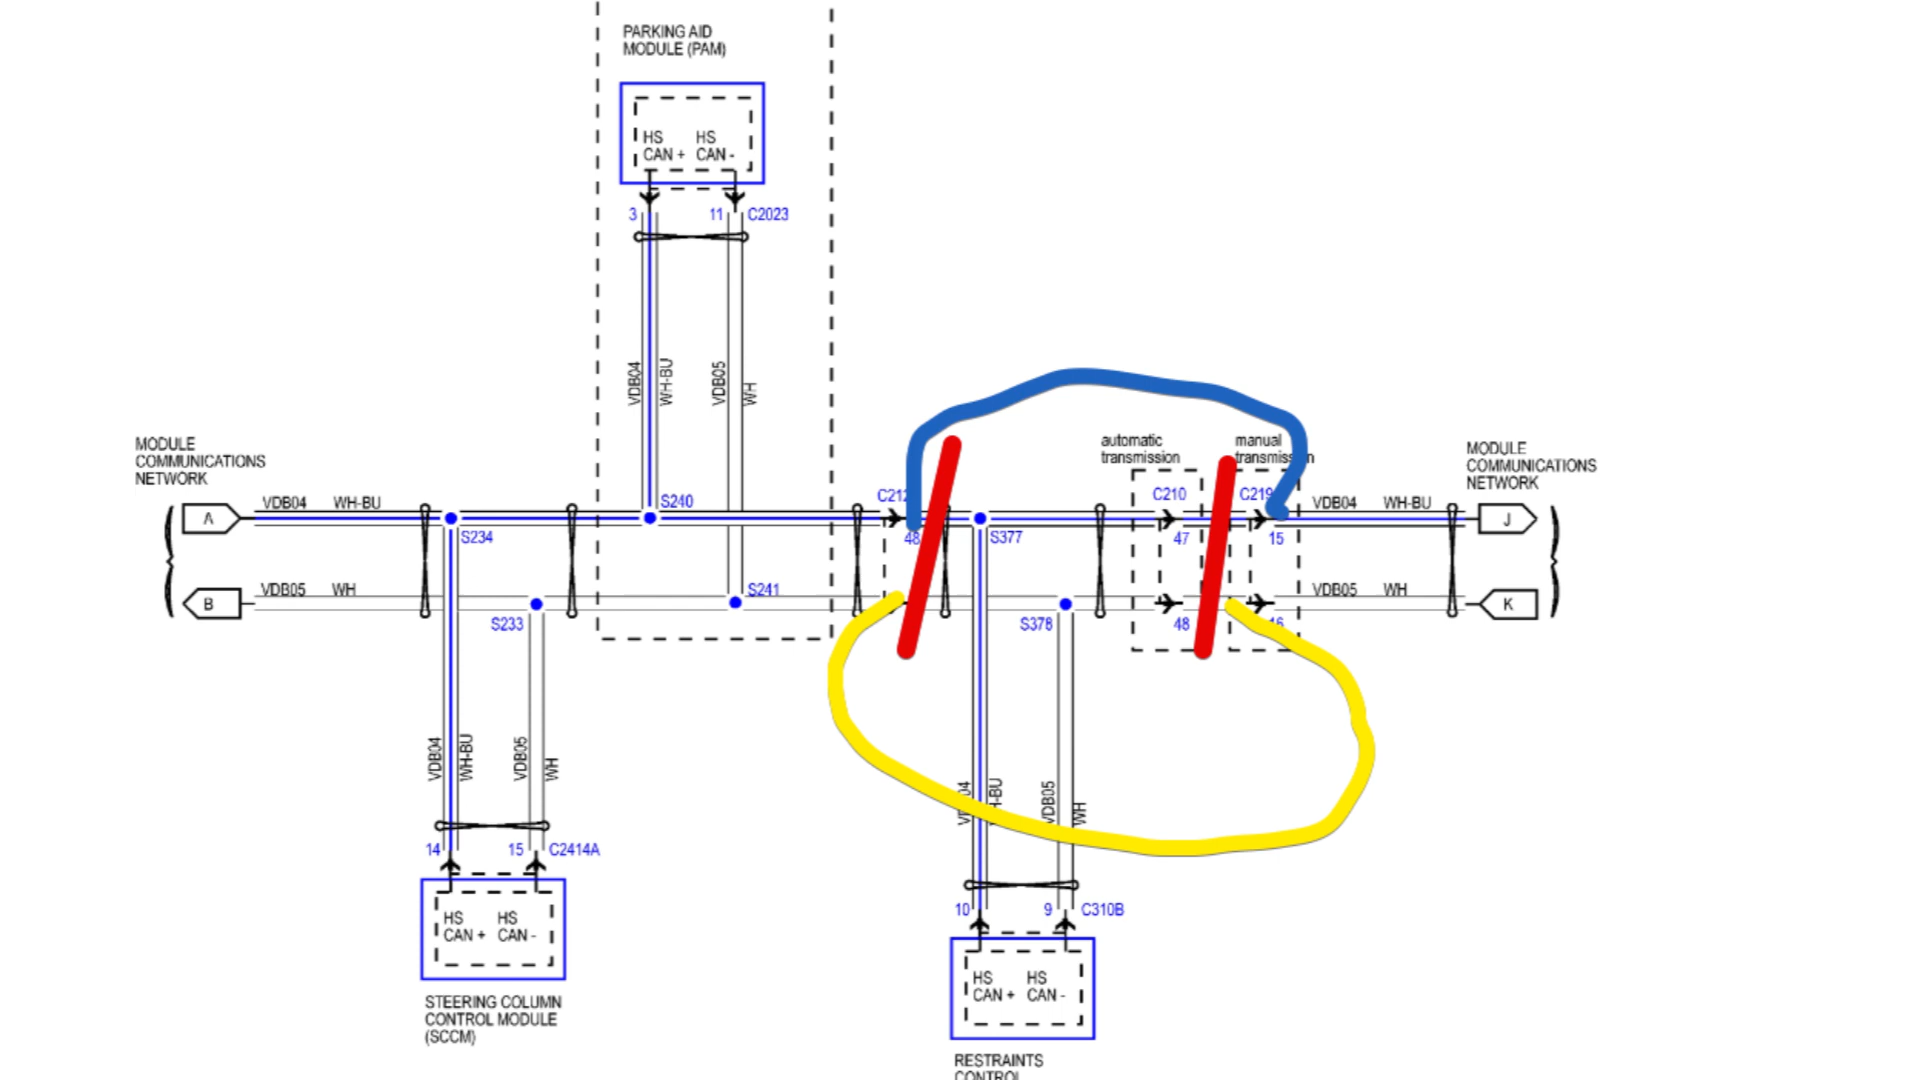 PARKING AID
MODULE (PAM)
HS HS
CAN + CAN -
3 11 C2023
VDB04 WH-BU VDB05 WH
MODULE
COMMUNICATIONS
NETWORK
automatic
transmission
manual
MODULE
COMMUNICATIONS
NETWORK
A VDB04 WH-BU S234 S240 48 S377 C210 47 C219 15 VDB04 WH-BU J
B VDB05 WH S233 S241 S378 48 16 VDB05 WH K
VDB04 WH-BU VDB05 WH
VDB05 WH
14 15 C2414A
HS HS
CAN + CAN -
STEERING COLUMN
CONTROL MODULE
(SCCM)
10 9 C310B
HS HS
CAN + CAN -
RESTRAINTS
CONTROL